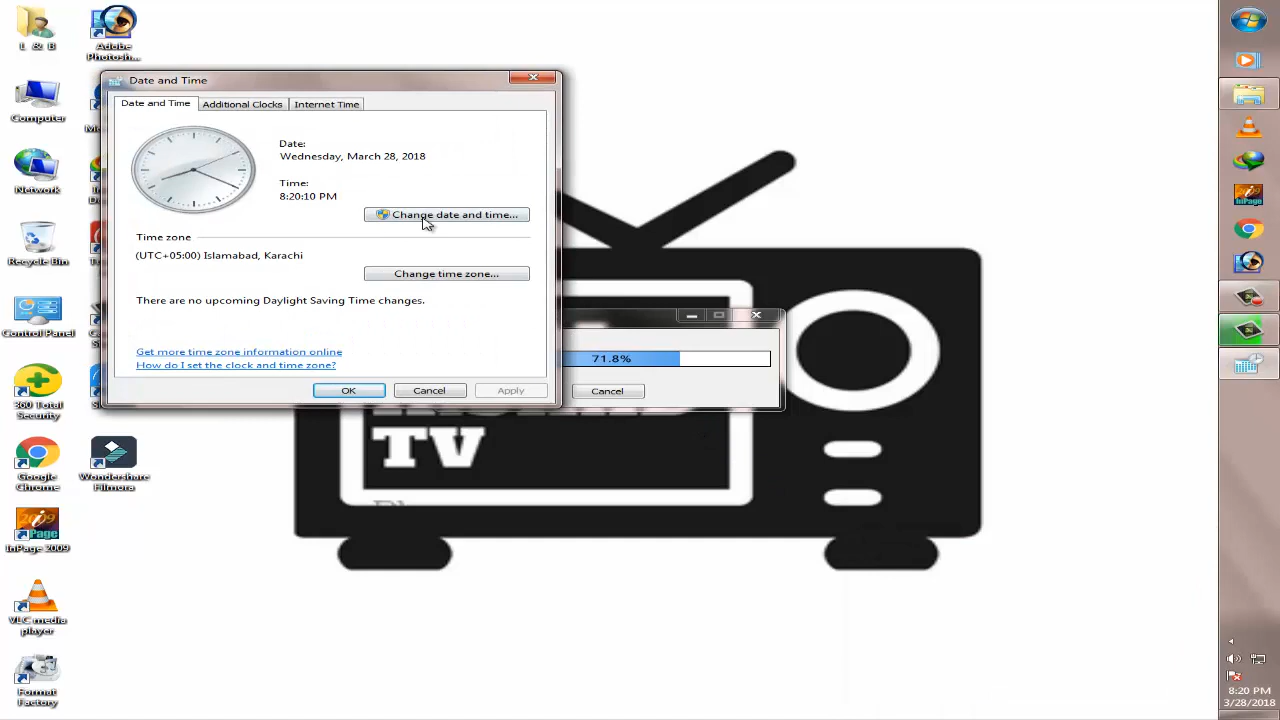 L & B
Adobe
Photosh...
Computer
Network
Recycle Bin
Control Panel
360 Total
Security
Google
Chrome
Wondershare
Filmora
InPage 2009
VLC media
player
Format
Factory
Date and Time
Date and Time
Additional Clocks
Internet Time
Date:
Wednesday, March 28, 2018
Time:
8:20:10 PM
Change date and time...
Time zone
(UTC+05:00) Islamabad, Karachi
Change time zone...
There are no upcoming Daylight Saving Time changes.
Get more time zone information online
How do I set the clock and time zone?
OK
Cancel
Apply
71.8%
Cancel
TV
8:20 PM
3/28/2018